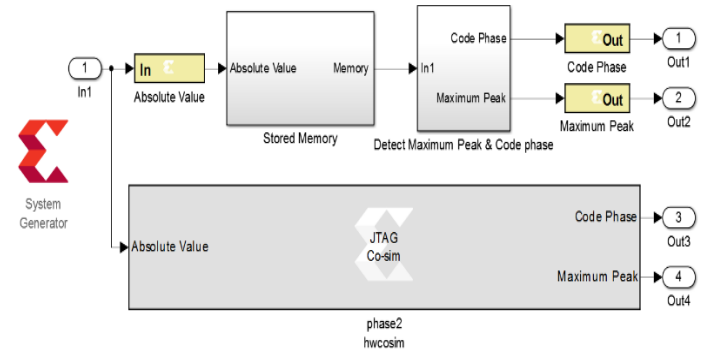 1
In1
In
Absolute Value
Absolute Value
Memory
Stored Memory
In1
Code Phase
Maximum Peak
Detect Maximum Peak & Code phase
Out
Code Phase
1
Out1
Out
Maximum Peak
2
Out2
System
Generator
Absolute Value
JTAG
Co-sim
Code Phase
Maximum Peak
3
Out3
4
Out4
phase2
hwcosim